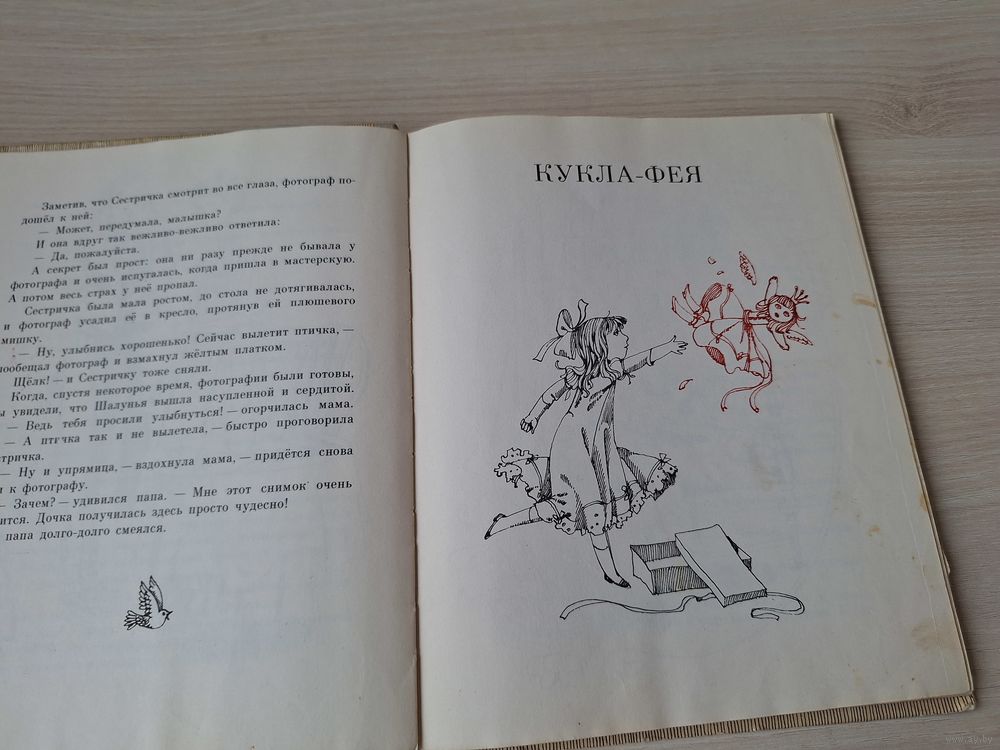 Заметив, что Сестричка смотрит во все глаза, фотограф по-
дошёл к ней:
— Может, передумала, малышка?
И она вдруг так вежливо-вежливо ответила:
— Да, пожалуйста.
А секрет был прост: она ни разу прежде не бывала у
фотографа и очень испугалась, когда пришла в мастерскую.
А потом весь страх у неё пропал.
Сестричка была мала ростом, до стола не дотягивалась,
и фотограф усадил её в кресло, протянув ей плюшевого
мишку.
— Ну, улыбнись хорошенько! Сейчас вылетит птичка, —
пообещал фотограф и взмахнул жёлтым платком.
Щёлк! — и Сестричку тоже сняли.
Когда, спустя некоторое время, фотографии были готовы,
ы увидели, что Шалунья вышла насупленной и сердитой.
— Ведь тебя просили улыбнуться! — огорчилась мама.
— А птичка так и не вылетела, — быстро проговорила
стричка.
— Ну и упрямица, — вздохнула мама, — придётся снова
и к фотографу.
— Зачем? — удивился папа. — Мне этот снимок очень
ится. Дочка получилась здесь просто чудесно!
папа долго-долго смеялся.
КУКЛА-ФЕЯ
www.ay.by